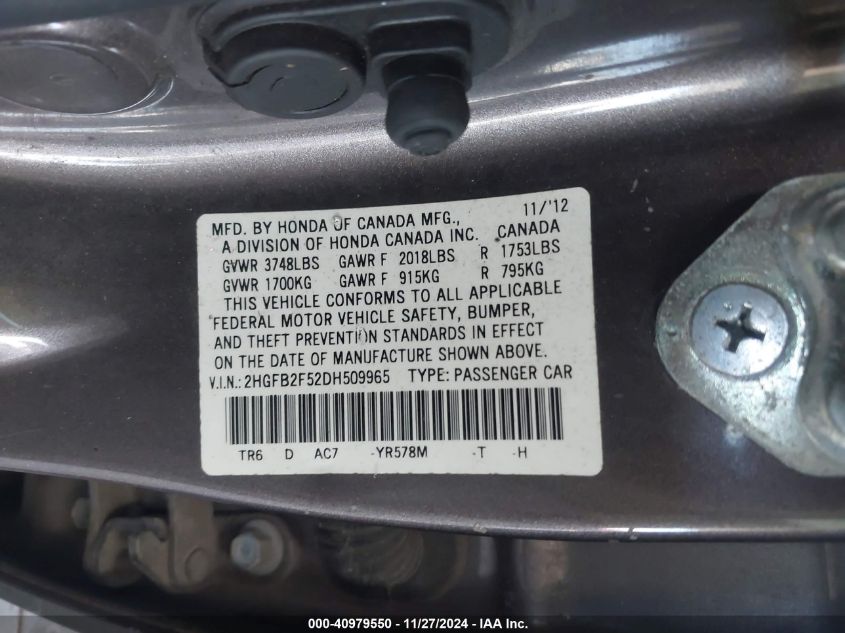 11/'12
MFD. BY HONDA OF CANADA MFG.,
A DIVISION OF HONDA CANADA INC. CANADA
GVWR 3748LBS GAWR F 2018LBS R 1753LBS
GVWR 1700KG GAWR F 915KG R 795KG
THIS VEHICLE CONFORMS TO ALL APPLICABLE
FEDERAL MOTOR VEHICLE SAFETY, BUMPER,
AND THEFT PREVENTION STANDARDS IN EFFECT
ON THE DATE OF MANUFACTURE SHOWN ABOVE.
V.I.N.: 2HGFB2F52DH509965 TYPE: PASSENGER CAR
TR6 D AC7 -YR578M -T -H
000-40979550 - 11/27/2024 - IAA Inc.